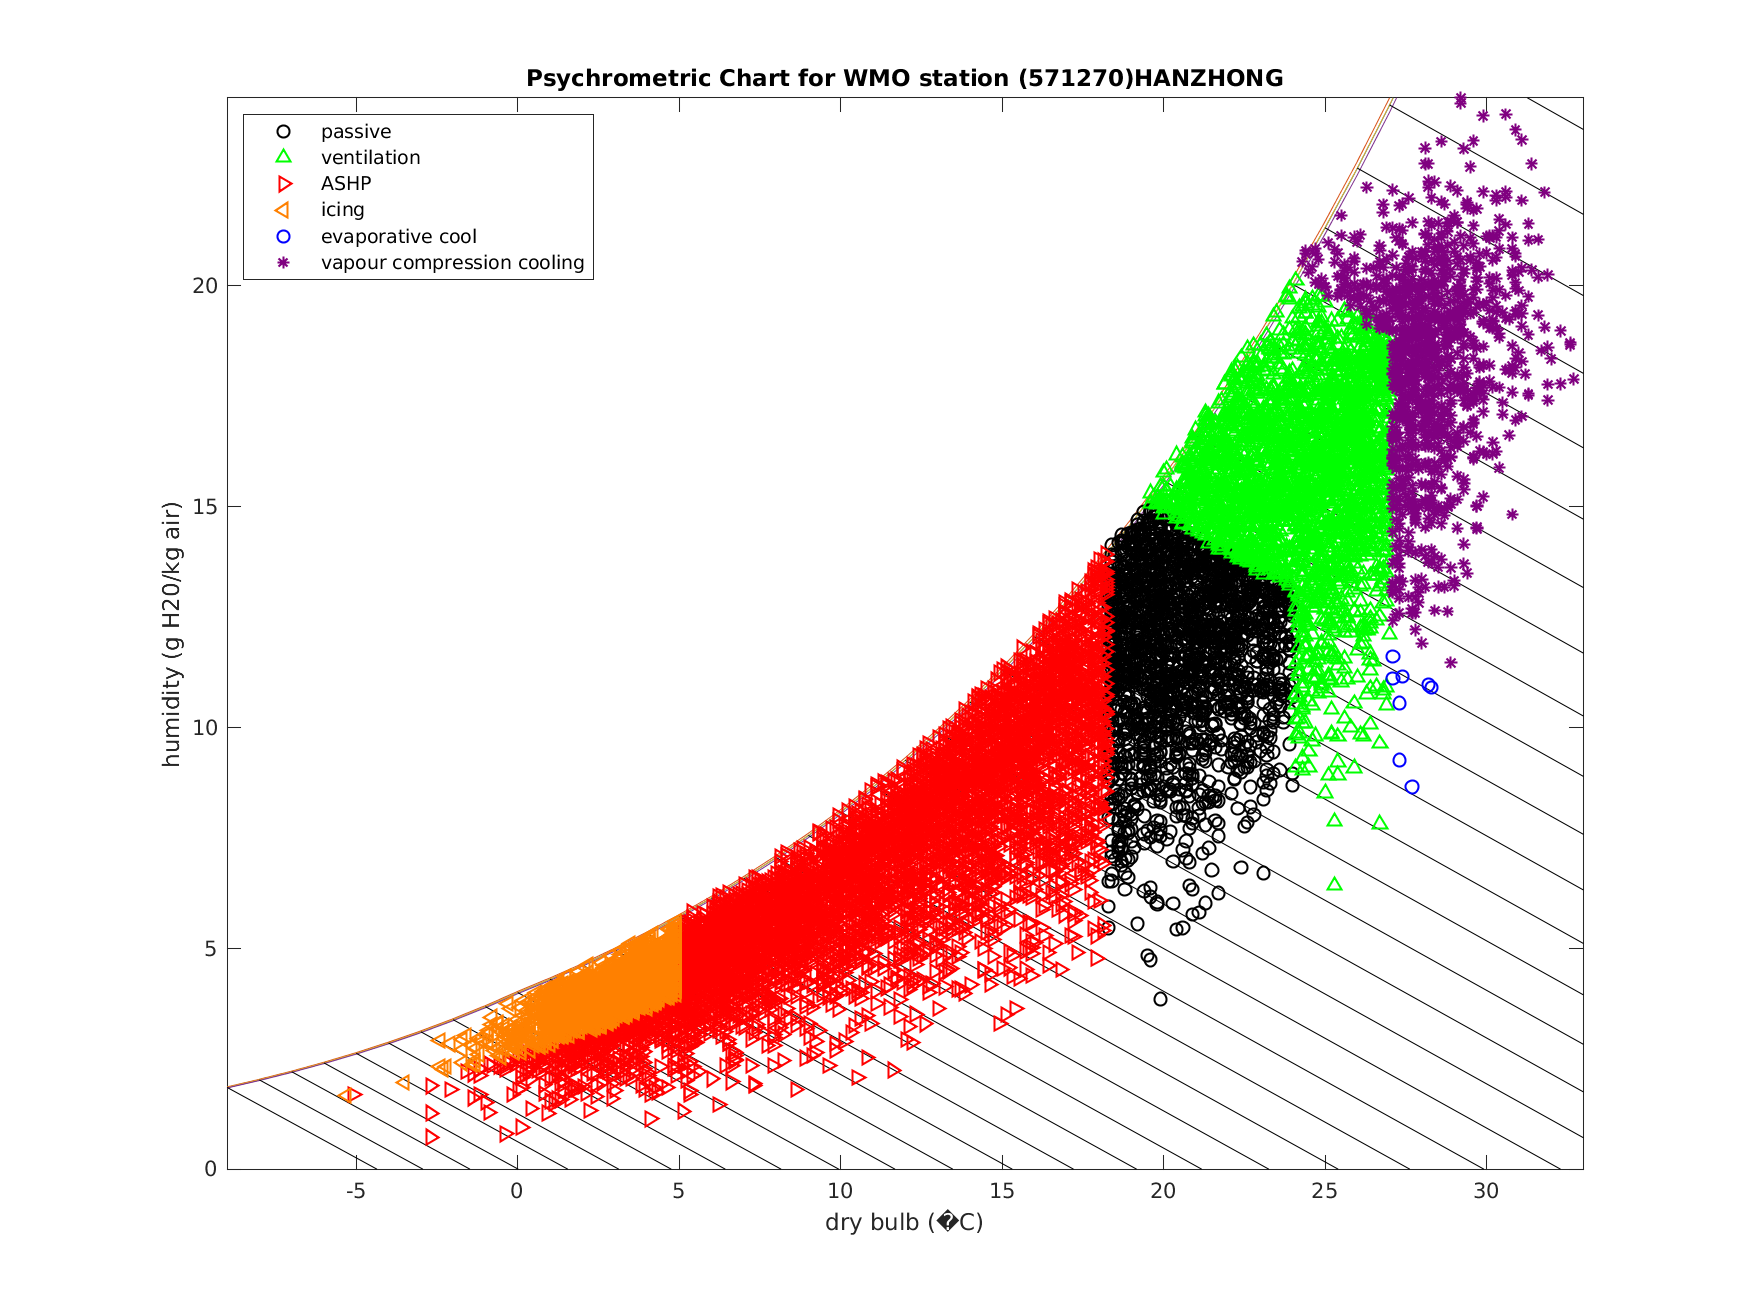 Psychrometric Chart for WMO station (571270)HANZHONG
passive
ventilation
ASHP
icing
evaporative cool
vapour compression cooling
humidity (g H20/kg air)
20
15
10
5
0
-5 0 5 10 15 20 25 30
dry bulb (�C)